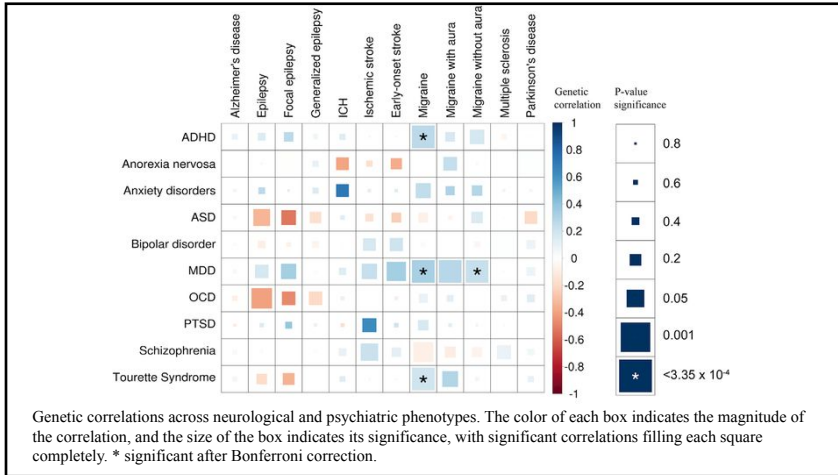 Alzheimer's disease
Epilepsy
Focal epilepsy
Generalized epilepsy
ICH
Ischemic stroke
Early-onset stroke
Migraine
Migraine with aura
Migraine without aura
Multiple sclerosis
Parkinson's disease
ADHD
Anorexia nervosa
Anxiety disorders
ASD
Bipolar disorder
MDD
OCD
PTSD
Schizophrenia
Tourette Syndrome
*
* *
*
Genetic
correlation
1
0.8
0.6
0.4
0.2
0
-0.2
-0.4
-0.6
-0.8
-1
P-value
significance
0.8
0.6
0.4
0.2
0.05
0.001
* <3.35 x 10⁻⁴
Genetic correlations across neurological and psychiatric phenotypes. The color of each box indicates the magnitude of
the correlation, and the size of the box indicates its significance, with significant correlations filling each square
completely. * significant after Bonferroni correction.